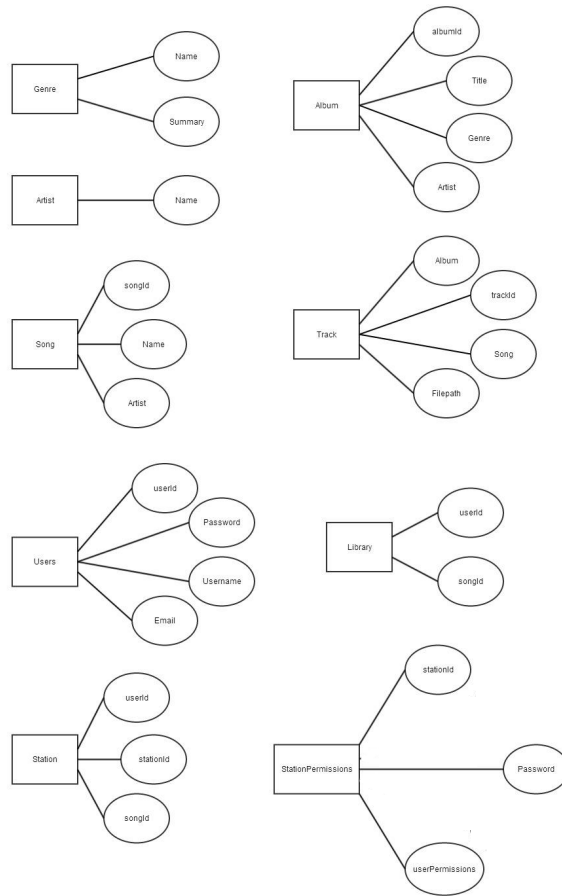 Genre
Name
Summary
Album
albumId
Title
Genre
Artist
Artist
Name
Song
songId
Name
Artist
Track
Album
trackId
Song
Filepath
Users
userId
Password
Username
Email
Library
userId
songId
Station
userId
stationId
songId
StationPermissions
stationId
Password
userPermissions